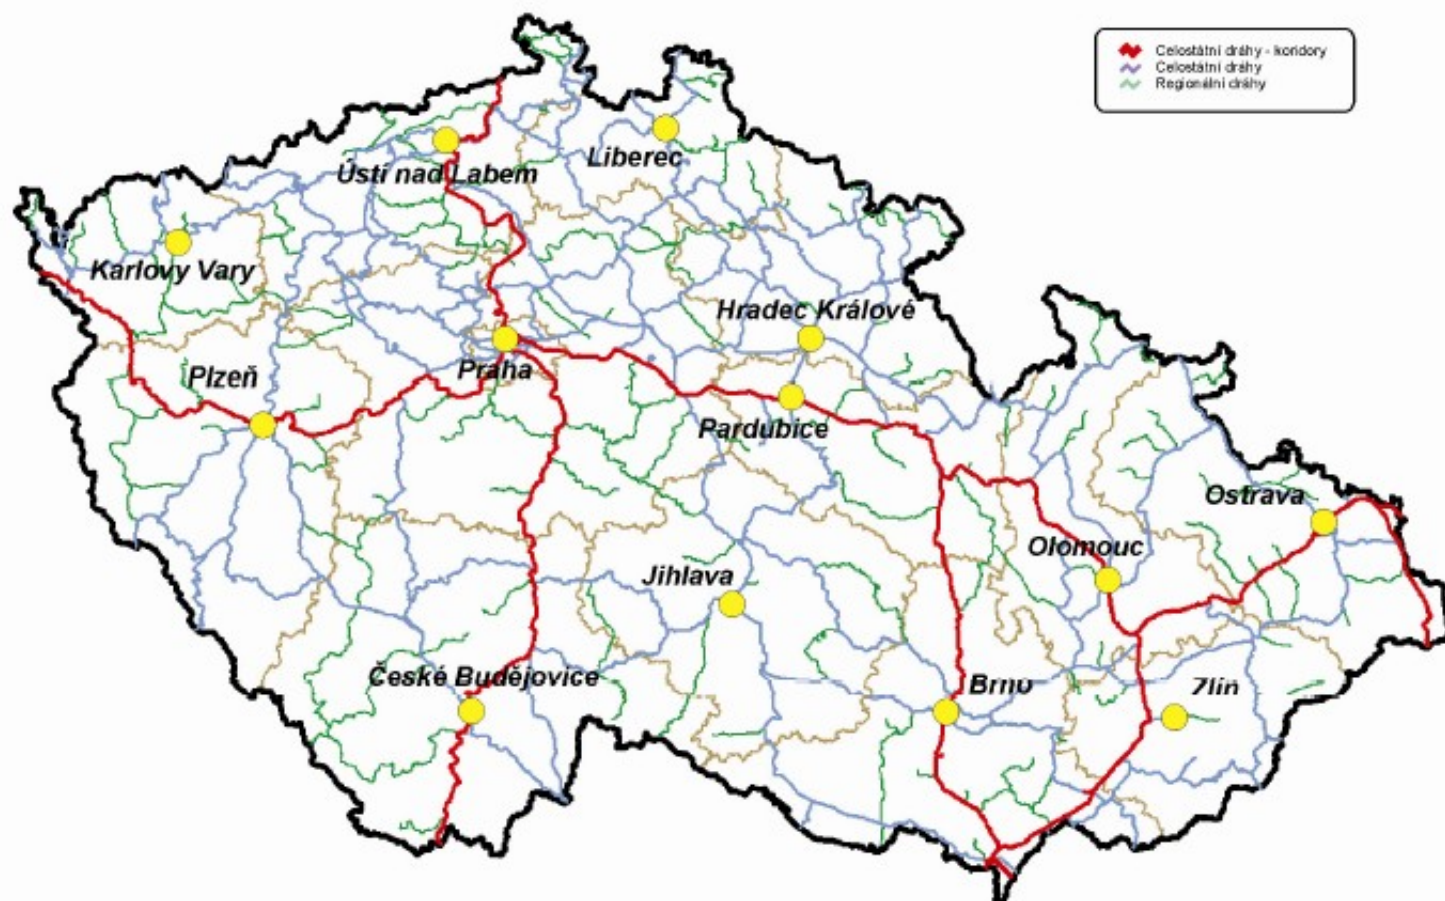 Celostátní dráhy - koridory
Celostátní dráhy
Regionální dráhy
Liberec
Ústí nad Labem
Karlovy Vary
Hradec Králové
Praha
Plzeň
Pardubice
Ostrava
Olomouc
Jihlava
České Budějovice
Brno
Zlín